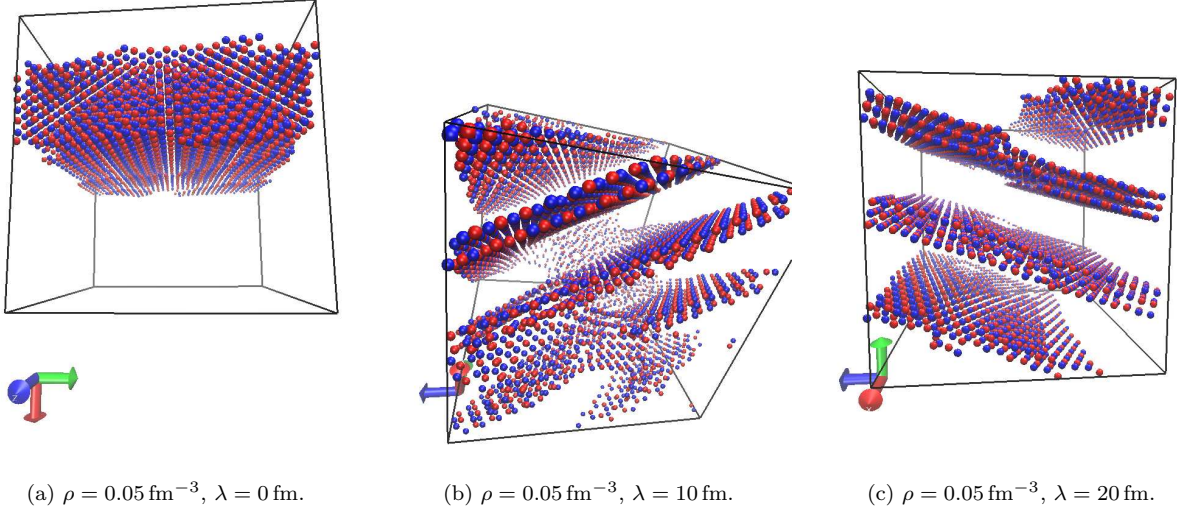 (a) ρ = 0.05 fm⁻³, λ = 0 fm.
(b) ρ = 0.05 fm⁻³, λ = 10 fm.
(c) ρ = 0.05 fm⁻³, λ = 20 fm.